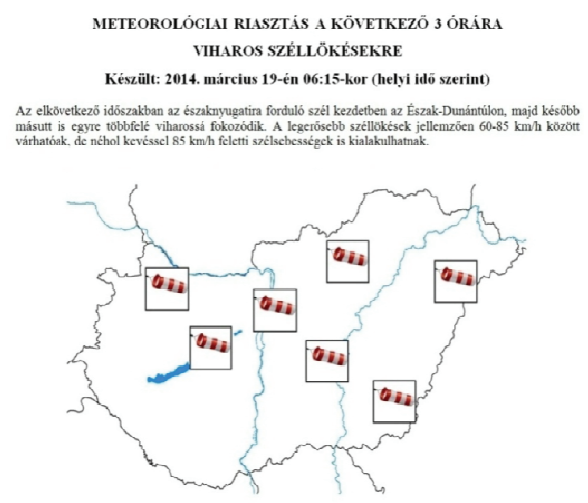 METEOROLÓGIAI RIASZTÁS A KÖVETKEZŐ 3 ÓRÁRA
VIHAROS SZÉLLÖKÉSEKRE
Készült: 2014. március 19-én 06:15-kor (helyi idő szerint)
Az elkövetkező időszakban az északnyugatira forduló szél kezdetben az Észak-Dunántúlon, majd később
másutt is egyre többfelé viharossá fokozódik. A legerősebb széllökések jellemzően 60-85 km/h között
várhatóak, de néhol kevéssel 85 km/h feletti szélsebességek is kialakulhatnak.